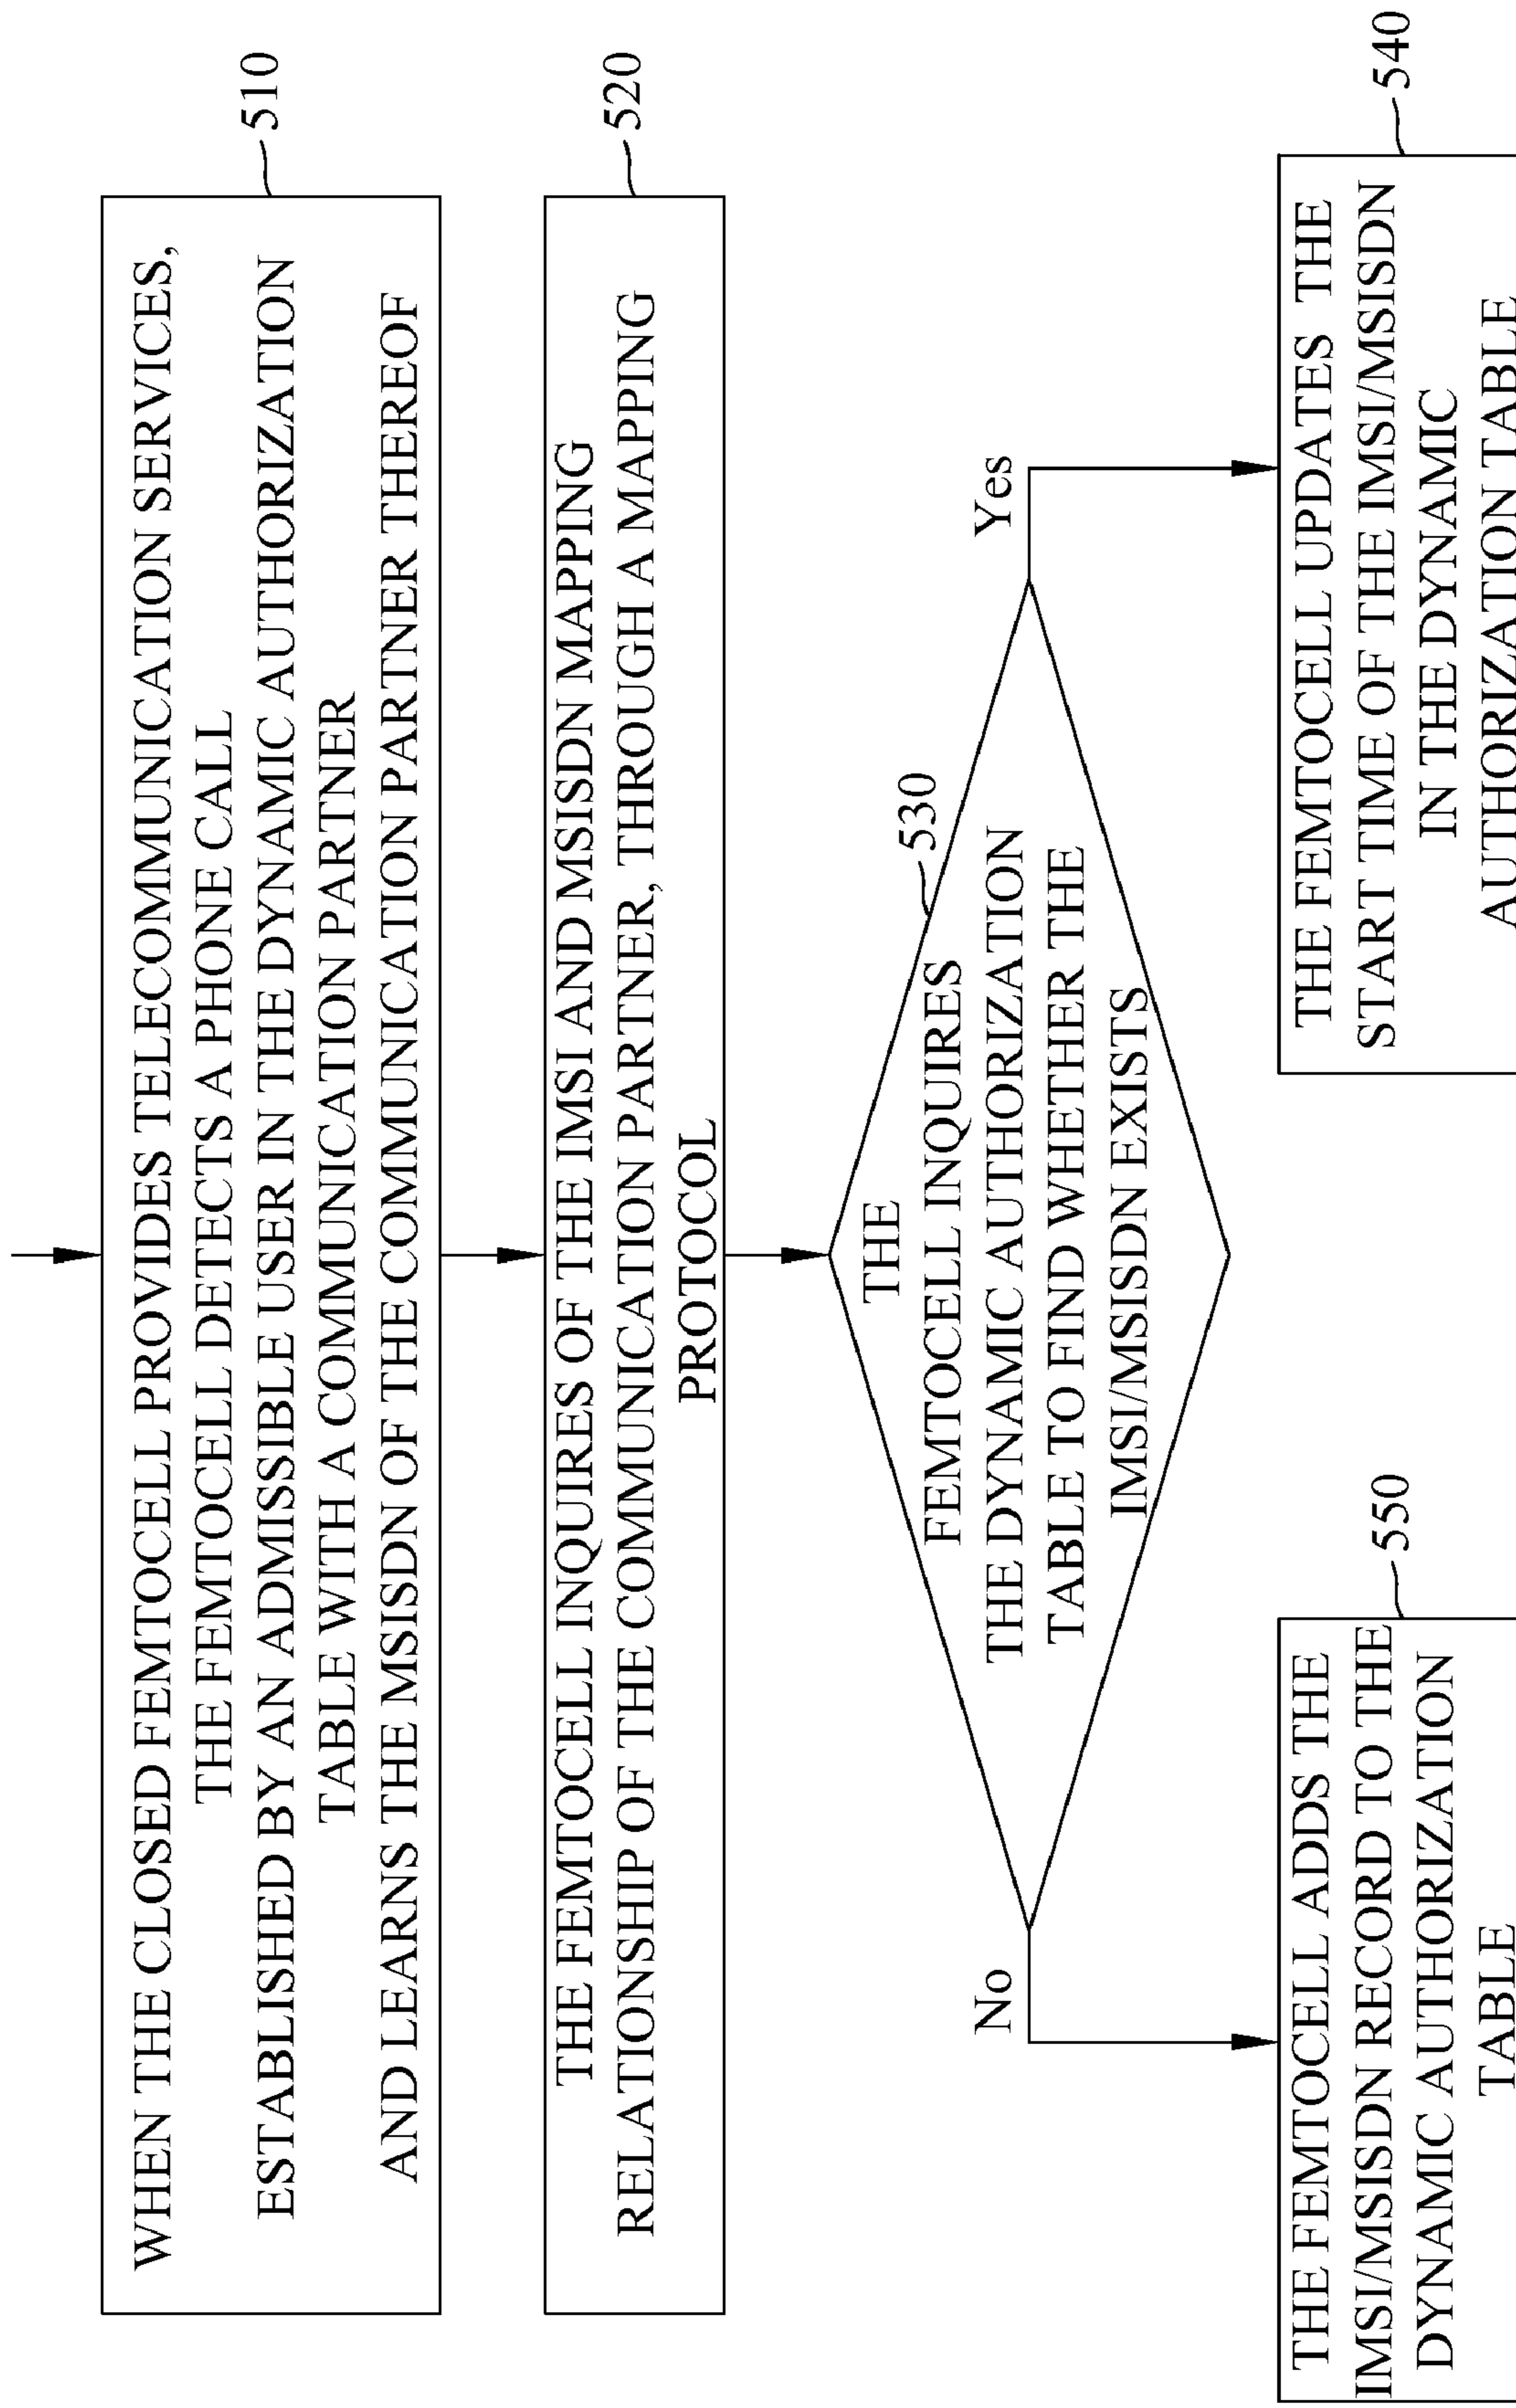 WHEN THE CLOSED FEMTOCELL PROVIDES TELECOMMUNICATION SERVICES,
THE FEMTOCELL DETECTS A PHONE CALL
ESTABLISHED BY AN ADMISSIBLE USER IN THE DYNAMIC AUTHORIZATION
TABLE WITH A COMMUNICATION PARTNER
AND LEARNS THE MSISDN OF THE COMMUNICATION PARTNER THEREOF
510
THE FEMTOCELL INQUIRES OF THE IMSI AND MSISDN MAPPING
RELATIONSHIP OF THE COMMUNICATION PARTNER, THROUGH A MAPPING
PROTOCOL
520
THE
FEMTOCELL INQUIRES
THE DYNAMIC AUTHORIZATION
TABLE TO FIND WHETHER THE
IMSI/MSISDN EXISTS
530
No
Yes
THE FEMTOCELL ADDS THE
IMSI/MSISDN RECORD TO THE
DYNAMIC AUTHORIZATION
TABLE
550
THE FEMTOCELL UPDATES THE
START TIME OF THE IMSI/MSISDN
IN THE DYNAMIC
AUTHORIZATION TABLE
540